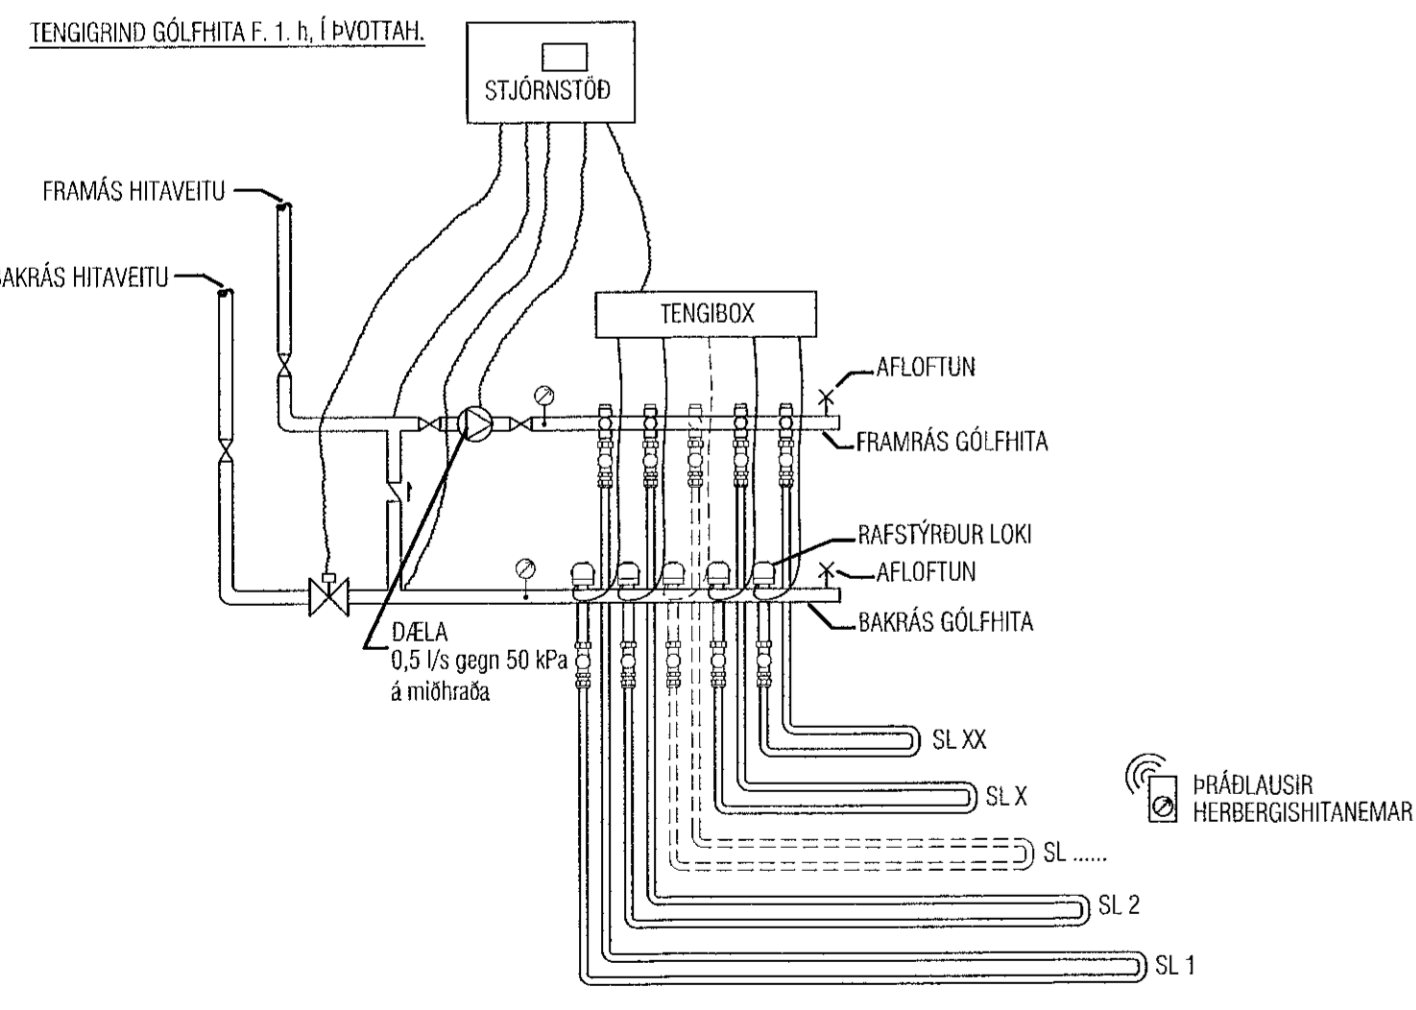 TENGIGRIND GÓLFHITA F. 1. h, Í ÞVOTTAH.
STJÓRNSTÖÐ
FRAMÁS HITAVEITU
BAKRÁS HITAVEITU
TENGIBOX
AFLOFTUN
FRAMRÁS GÓLFHITA
RAFSTÝRÐUR LOKI
AFLOFTUN
BAKRÁS GÓLFHITA
DÆLA
0,5 l/s gegn 50 kPa
á miðhraða
SL XX
SL X
ÞRÁÐLAUSIR
HERBERGISHITANEMAR
SL ......
SL 2
SL 1